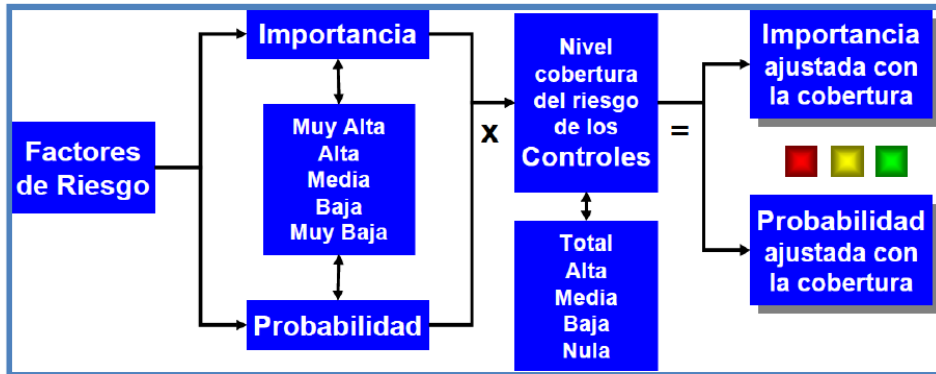 Factores
de Riesgo
Importancia
Muy Alta
Alta
Media
Baja
Muy Baja
Probabilidad
x
Nivel
cobertura
del riesgo
de los
Controles
Total
Alta
Media
Baja
Nula
=
Importancia
ajustada con
la cobertura
Probabilidad
ajustada con
la cobertura